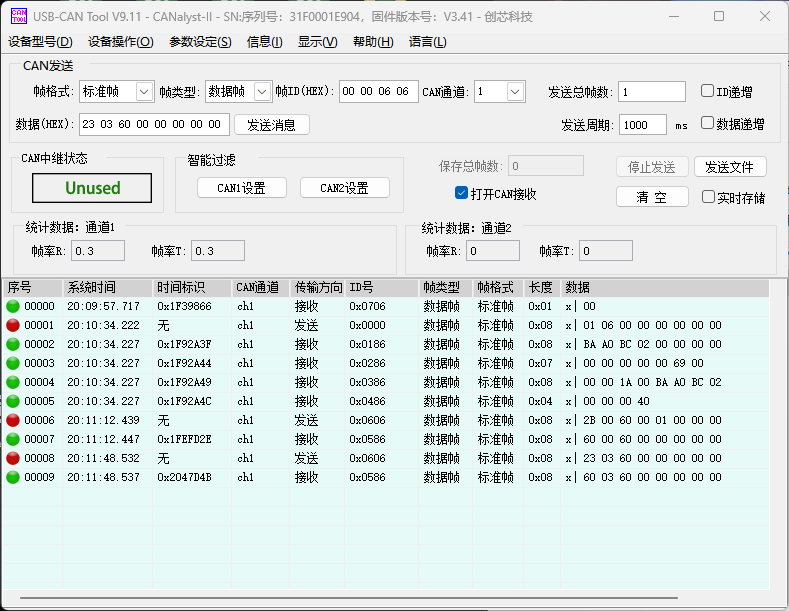 USB-CAN Tool V9.11 - CANalyst-II - SN:序列号: 31F0001E904, 固件版本号: V3.41 - 创芯科技
设备型号(D) 设备操作(O) 参数设定(S) 信息(I) 显示(V) 帮助(H) 语言(L)
CAN发送
帧格式: 标准帧 帧类型: 数据帧 帧ID(HEX): 00 00 06 06 CAN通道: 1 发送总帧数: 1 ID递增
数据(HEX): 23 03 60 00 00 00 00 00 发送消息 发送周期: 1000 ms 数据递增
CAN中继状态 智能过滤 保存总帧数: 0 停止发送 发送文件
Unused CAN1设置 CAN2设置 打开CAN接收 清 空 实时存储
统计数据: 通道1 统计数据: 通道2
帧率R: 0.3 帧率T: 0.3 帧率R: 0 帧率T: 0
序号 系统时间 时间标识 CAN通道 传输方向 ID号 帧类型 帧格式 长度 数据
00000 20:09:57.717 0x1F39866 ch1 接收 0x0706 数据帧 标准帧 0x01 x| 00
00001 20:10:34.222 无 ch1 发送 0x0000 数据帧 标准帧 0x08 x| 01 06 00 00 00 00 00 00
00002 20:10:34.227 0x1F92A3F ch1 接收 0x0186 数据帧 标准帧 0x08 x| BA A0 BC 02 00 00 00 00
00003 20:10:34.227 0x1F92A44 ch1 接收 0x0286 数据帧 标准帧 0x07 x| 00 00 00 00 00 69 00
00004 20:10:34.227 0x1F92A49 ch1 接收 0x0386 数据帧 标准帧 0x08 x| 00 00 1A 00 BA A0 BC 02
00005 20:10:34.227 0x1F92A4C ch1 接收 0x0486 数据帧 标准帧 0x04 x| 00 00 00 40
00006 20:11:12.439 无 ch1 发送 0x0606 数据帧 标准帧 0x08 x| 2B 00 60 00 01 00 00 00
00007 20:11:12.447 0x1FEFD2E ch1 接收 0x0586 数据帧 标准帧 0x08 x| 60 00 60 00 00 00 00 00
00008 20:11:48.532 无 ch1 发送 0x0606 数据帧 标准帧 0x08 x| 23 03 60 00 00 00 00 00
00009 20:11:48.537 0x2047D4B ch1 接收 0x0586 数据帧 标准帧 0x08 x| 60 03 60 00 00 00 00 00